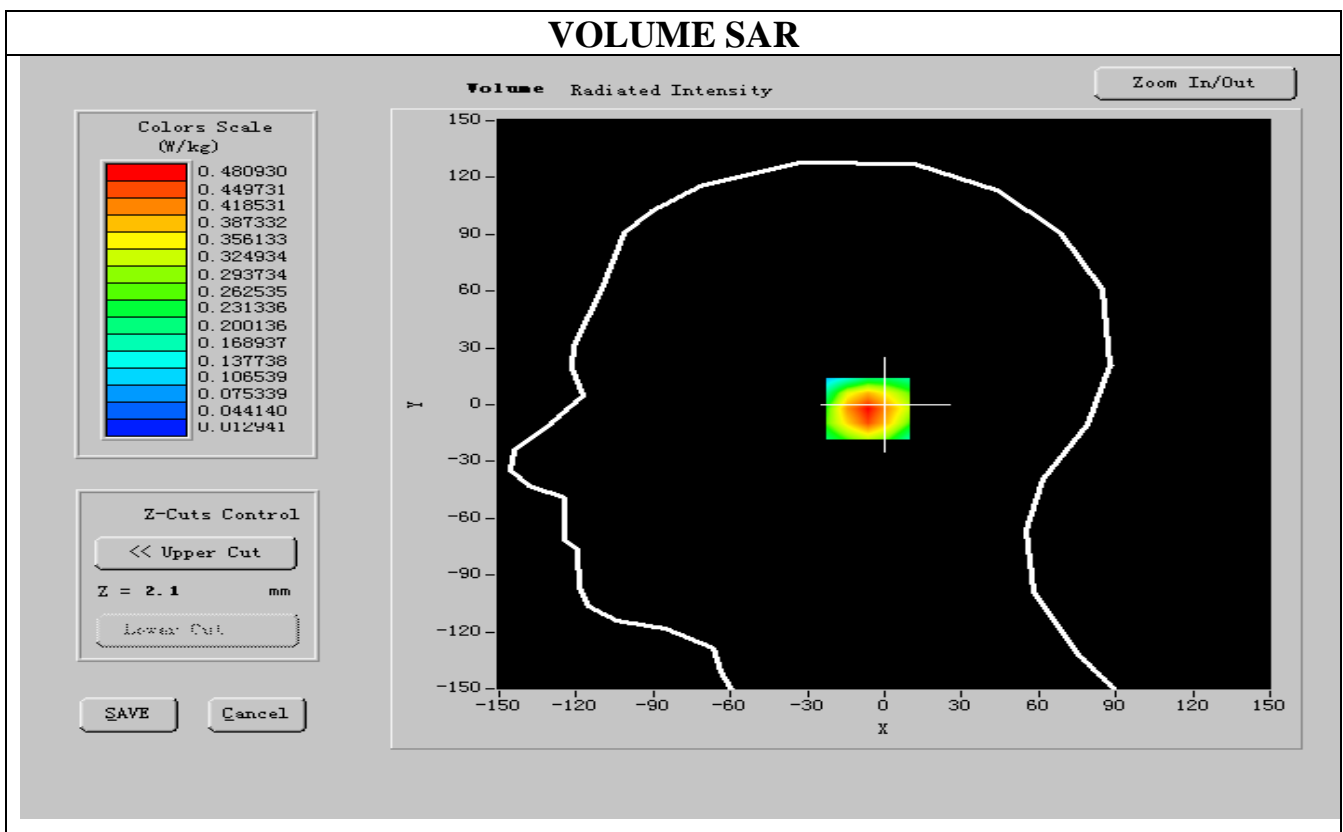 VOLUME SAR
Volume Radiated Intensity
Zoom In/Out
Colors Scale
(W/kg)
0.480930
0.449731
0.418531
0.387332
0.356133
0.324934
0.293734
0.262535
0.231336
0.200136
0.168937
0.137738
0.106539
0.075339
0.044140
0.012941
Z-Cuts Control
<< Upper Cut
Z = 2.1 mm
Lower Cut
SAVE Cancel
150
120
90
60
30
0
-30
-60
-90
-120
-150
Y
-150 -120 -90 -60 -30 0 30 60 90 120 150
X